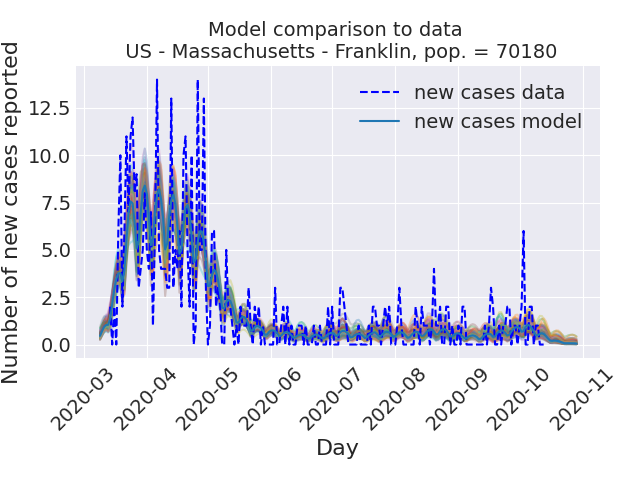 Model comparison to data
US - Massachusetts - Franklin, pop. = 70180
Number of new cases reported
12.5
10.0
7.5
5.0
2.5
0.0
new cases data
new cases model
2020-03
2020-04
2020-05
2020-06
2020-07
2020-08
2020-09
2020-10
2020-11
Day